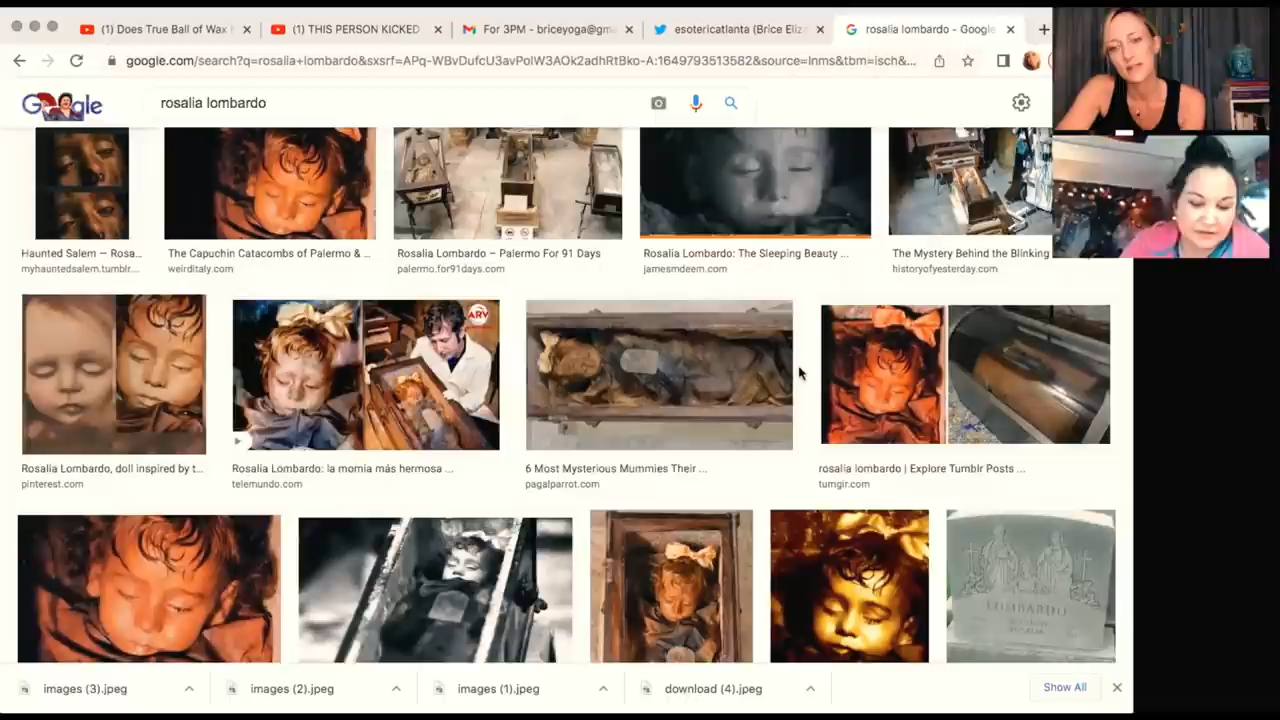 (1) Does True Ball of Wax
(1) THIS PERSON KICKED
For 3PM - briceyoga@gm
esotericatlanta (Brice Eliz
rosalia lombardo - Google
google.com/search?q=rosalia+lombardo&sxsrf=APq-WBvDufcU3avPolW3AOk2adhRtBko-A:1649793513582&source=lnms&tbm=isch&...
Google
rosalia lombardo
Haunted Salem — Rosa...
myhauntedsalem.tumblr....
The Capuchin Catacombs of Palermo & ...
weirditaly.com
Rosalia Lombardo – Palermo For 91 Days
palermo.for91days.com
Rosalia Lombardo: The Sleeping Beauty ...
jamesmdeem.com
The Mystery Behind the Blinking
historyofyesterday.com
ARV
Rosalia Lombardo, doll inspired by t...
pinterest.com
Rosalia Lombardo: la momia más hermosa ...
telemundo.com
6 Most Mysterious Mummies Their ...
pagalparrot.com
rosalia lombardo | Explore Tumblr Posts ...
tumgir.com
LOMBARDO
images (3).jpeg
images (2).jpeg
images (1).jpeg
download (4).jpeg
Show All